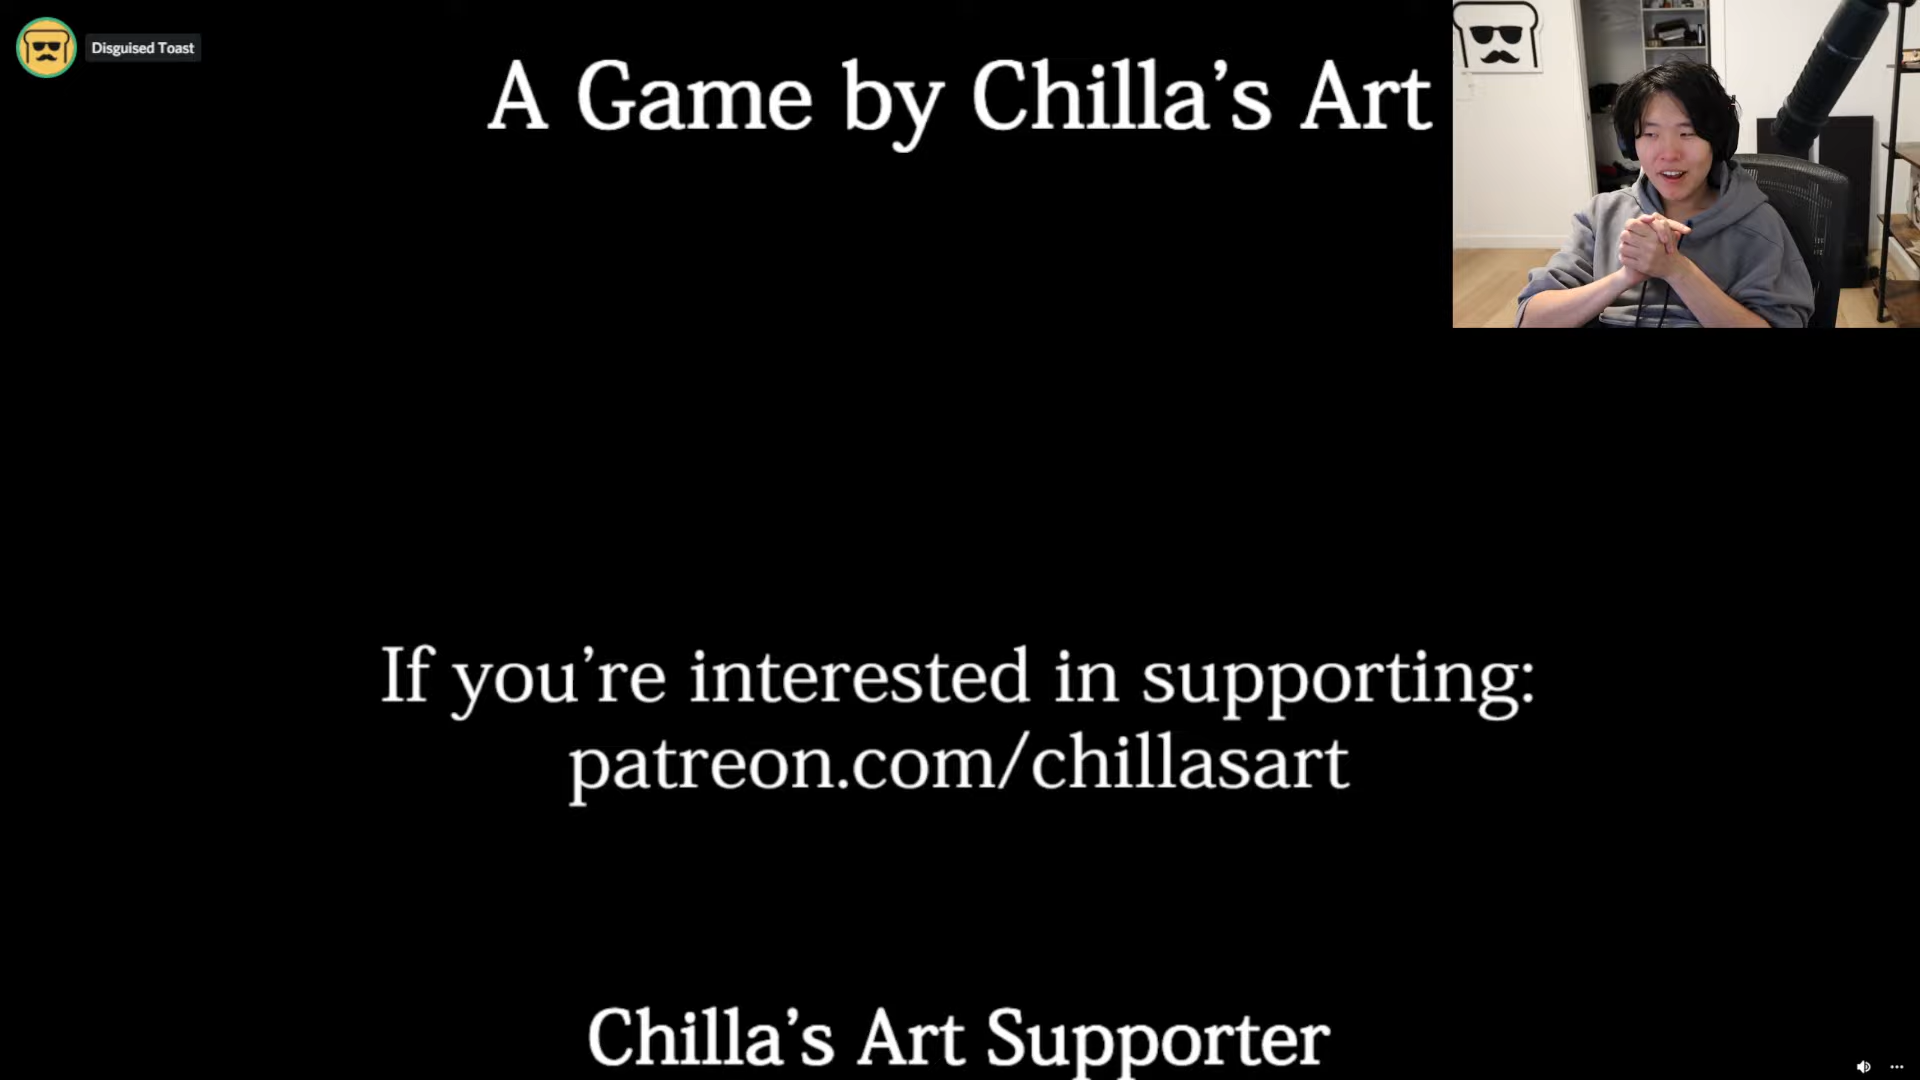 Disguised Toast
A Game by Chilla's Art
If you're interested in supporting:
patreon.com/chillasart
Chilla's Art Supporter